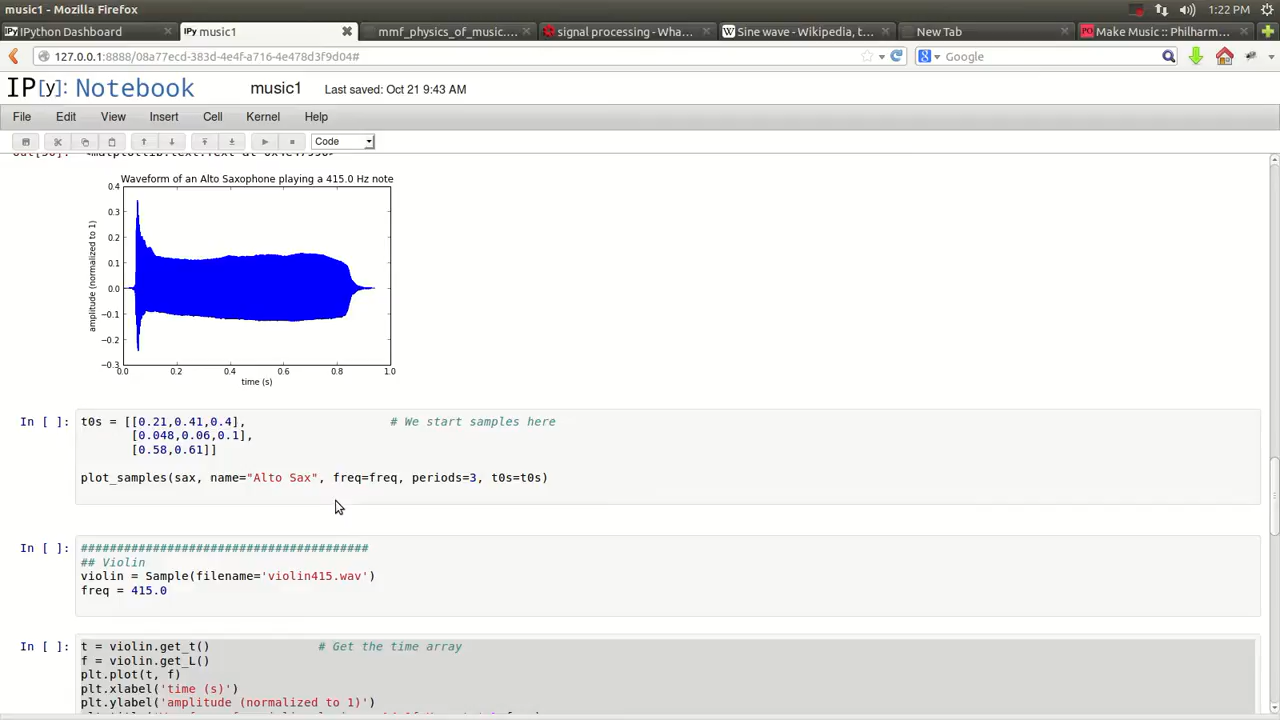 music1 - Mozilla Firefox
1:22 PM
IP[y] IPython Dashboard
IPy music1
mmf_physics_of_music....
signal processing - Wha...
W Sine wave - Wikipedia, t...
New Tab
Make Music :: Philharm...
127.0.0.1:8888/08a77ecd-383d-4e4f-a716-4e478d3f9d04#
Google
IP[y]: Notebook
music1
Last saved: Oct 21 9:43 AM
File Edit View Insert Cell Kernel Help
Code
Waveform of an Alto Saxophone playing a 415.0 Hz note
0.4
0.3
0.2
0.1
0.0
−0.1
−0.2
−0.3
amplitude (normalized to 1)
0.0 0.2 0.4 0.6 0.8 1.0
time (s)
In [ ]: t0s = [[0.21,0.41,0.4], # We start samples here
[0.048,0.06,0.1],
[0.58,0.61]]
plot_samples(sax, name="Alto Sax", freq=freq, periods=3, t0s=t0s)
In [ ]: ########################################
## Violin
violin = Sample(filename='violin415.wav')
freq = 415.0
In [ ]: t = violin.get_t() # Get the time array
f = violin.get_L()
plt.plot(t, f)
plt.xlabel('time (s)')
plt.ylabel('amplitude (normalized to 1)')